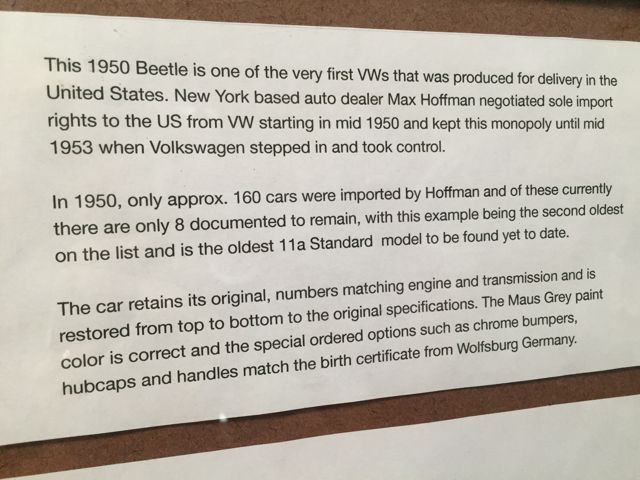 This 1950 Beetle is one of the very first VWs that was produced for delivery in the
United States. New York based auto dealer Max Hoffman negotiated sole import
rights to the US from VW starting in mid 1950 and kept this monopoly until mid
1953 when Volkswagen stepped in and took control.
In 1950, only approx. 160 cars were imported by Hoffman and of these currently
there are only 8 documented to remain, with this example being the second oldest
on the list and is the oldest 11a Standard model to be found yet to date.
The car retains its original, numbers matching engine and transmission and is
restored from top to bottom to the original specifications. The Maus Grey paint
color is correct and the special ordered options such as chrome bumpers,
hubcaps and handles match the birth certificate from Wolfsburg Germany.